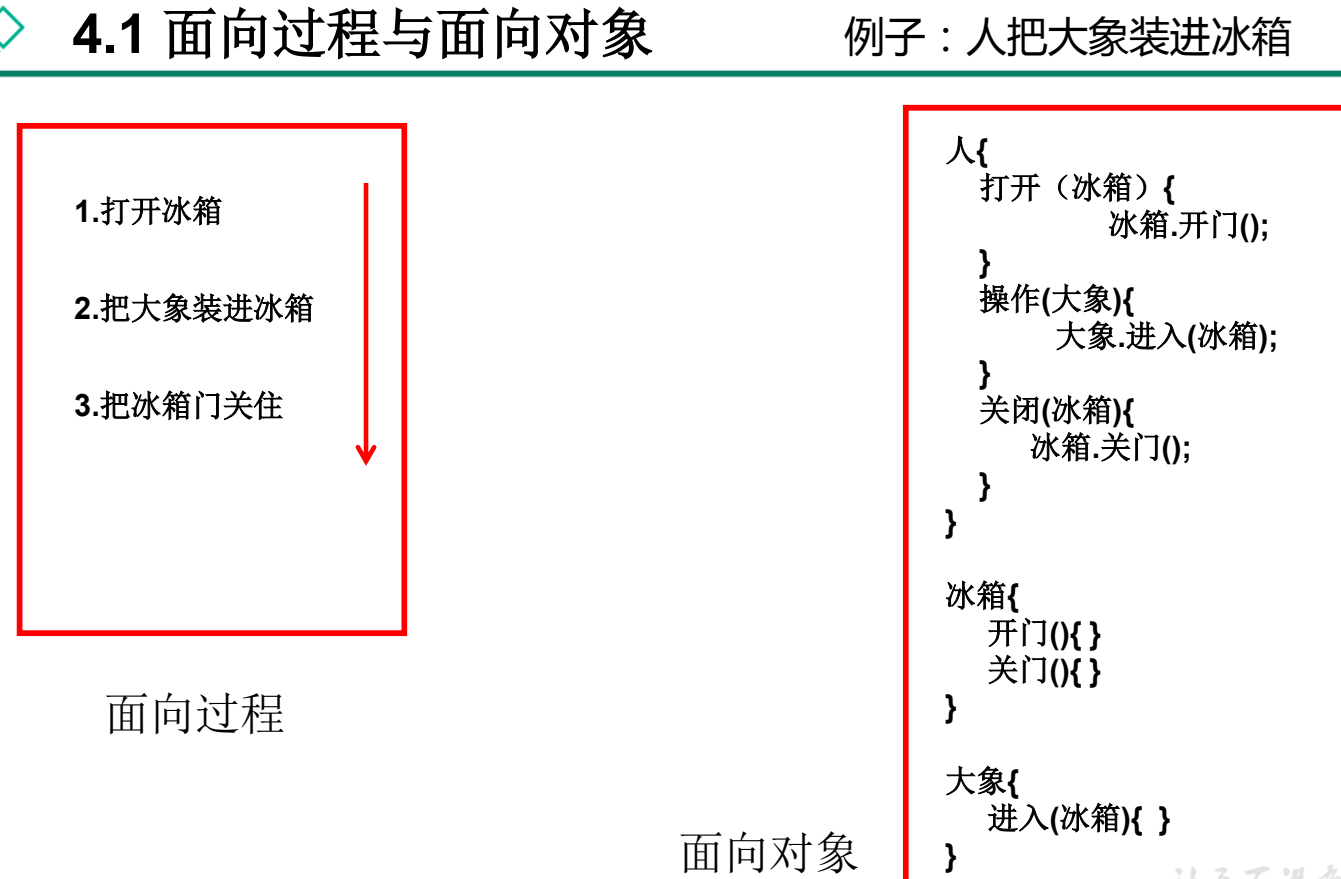 4.1 面向过程与面向对象
例子：人把大象装进冰箱
1.打开冰箱
2.把大象装进冰箱
3.把冰箱门关住
面向过程
人{
打开（冰箱）{
冰箱.开门();
}
操作(大象){
大象.进入(冰箱);
}
关闭(冰箱){
冰箱.关门();
}
}
冰箱{
开门(){ }
关门(){ }
}
大象{
进入(冰箱){ }
}
面向对象